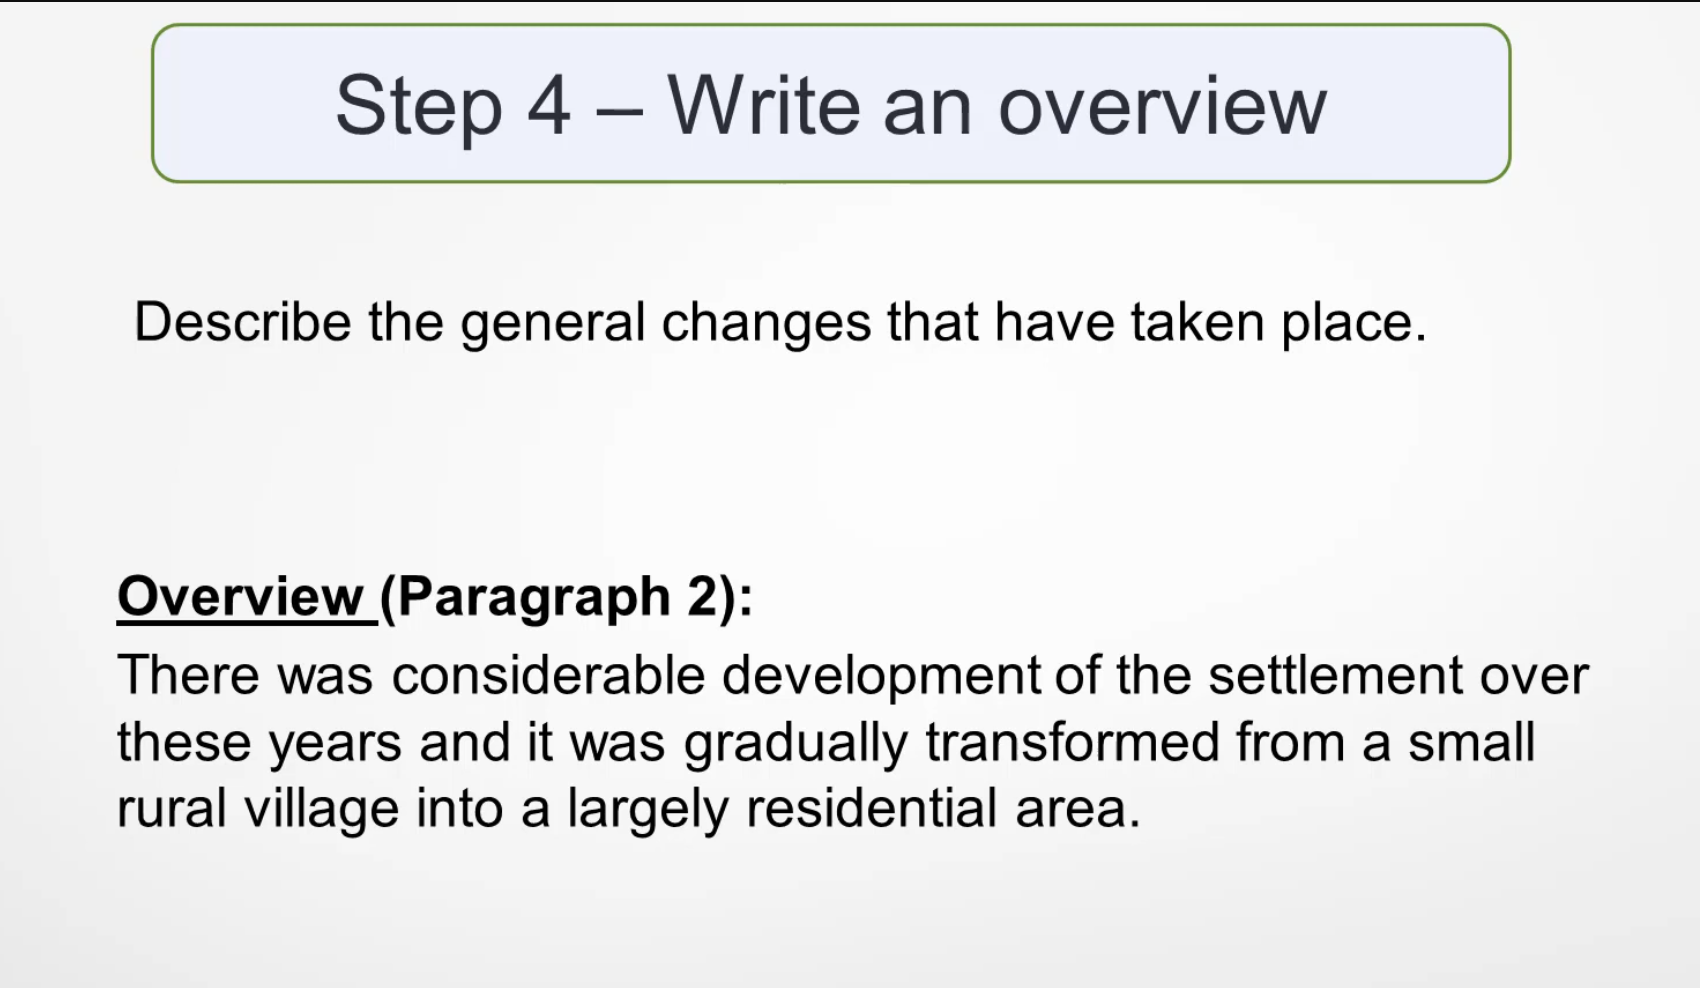 Step 4 – Write an overview
Describe the general changes that have taken place.
Overview (Paragraph 2):
There was considerable development of the settlement over
these years and it was gradually transformed from a small
rural village into a largely residential area.